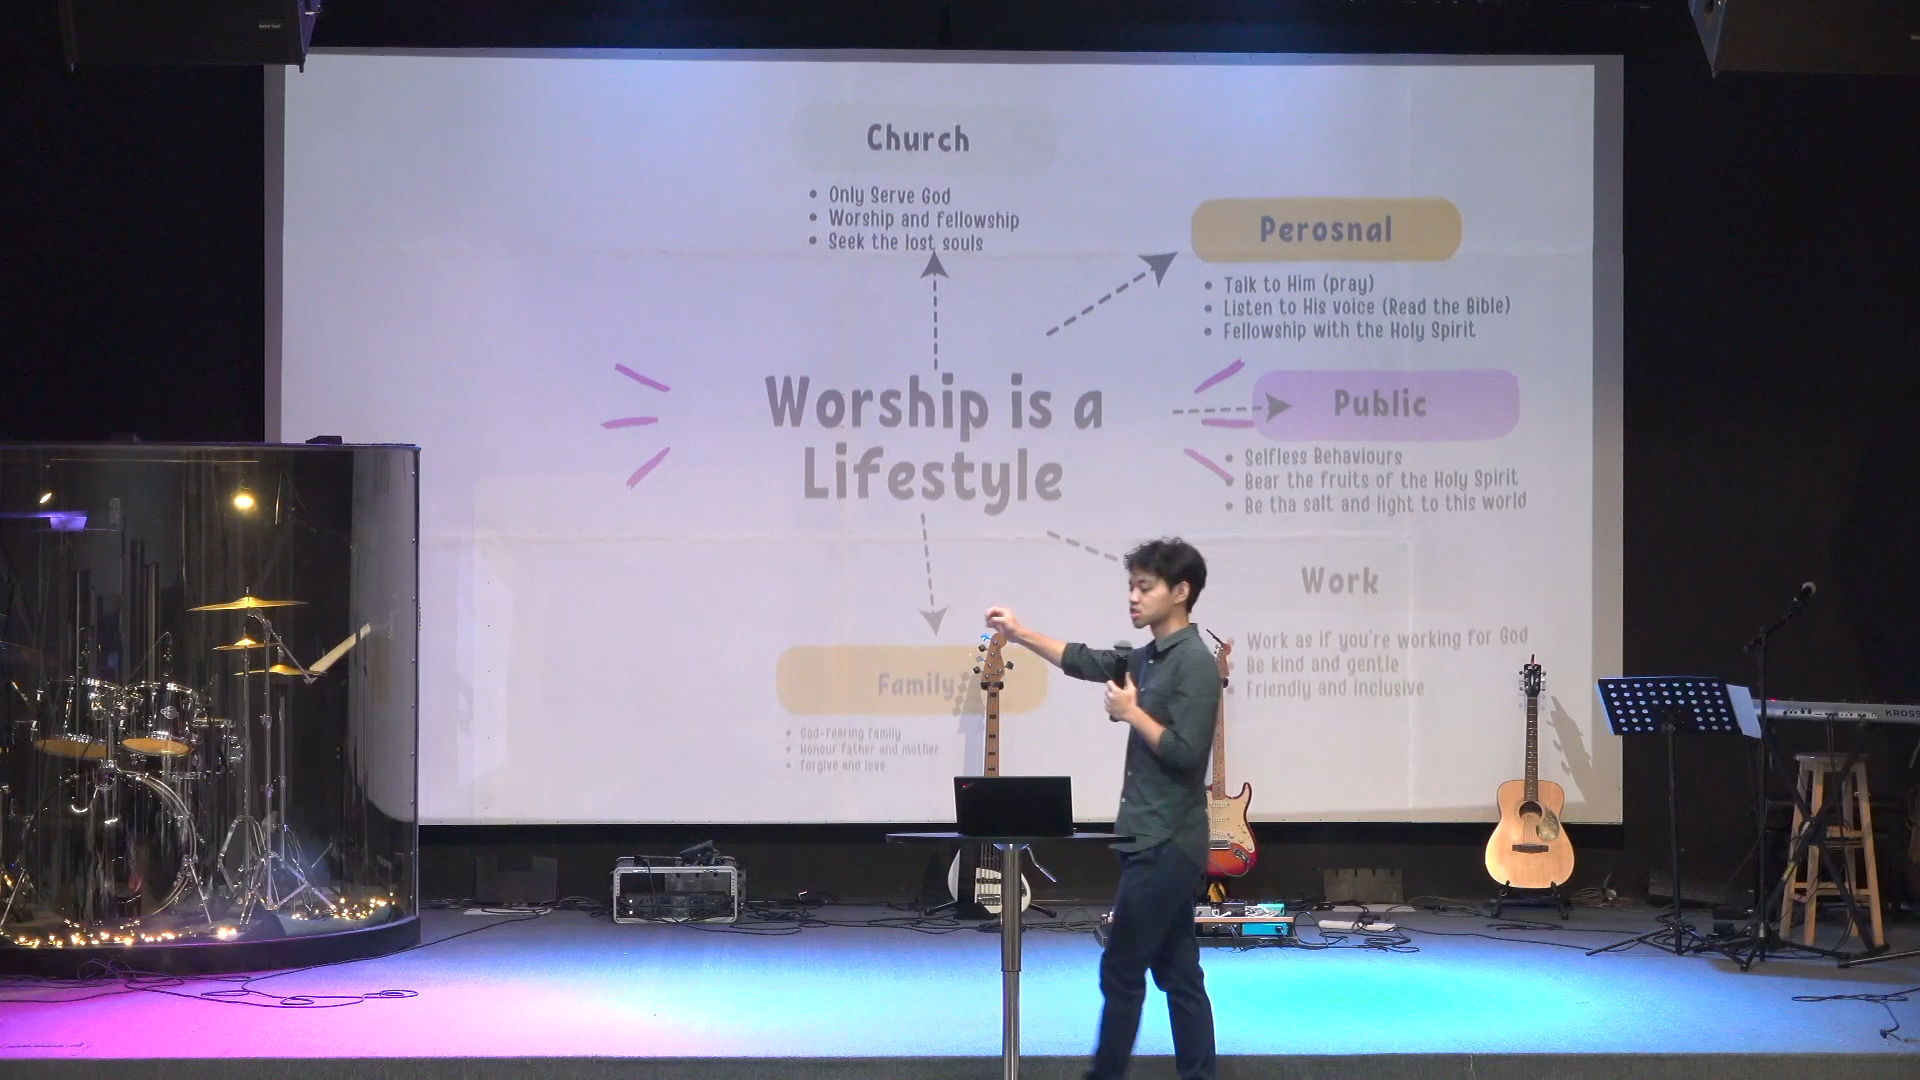 Church
• Only Serve God
• Worship and fellowship
• Seek the lost souls
Perosnal
• Talk to Him (pray)
• Listen to His voice (Read the Bible)
• Fellowship with the Holy Spirit
Worship is a
Lifestyle
Public
• Selfless Behaviours
• Bear the fruits of the Holy Spirit
• Be tha salt and light to this world
Work
• Work as if you're working for God
• Be kind and gentle
• Friendly and inclusive
Family
• God-fearing family
• Honour father and mother
• Forgive and love
KROSS